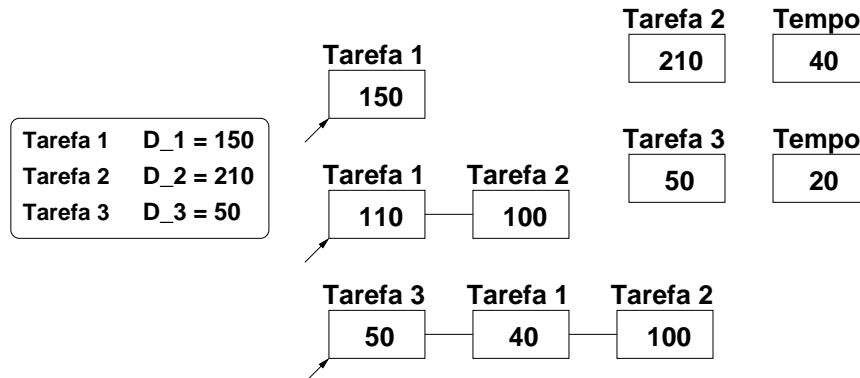 Tarefa 1 D_1 = 150
Tarefa 2 D_2 = 210
Tarefa 3 D_3 = 50
Tarefa 1
150
Tarefa 2 Tempo
210 40
Tarefa 1 Tarefa 2
110 100
Tarefa 3 Tempo
50 20
Tarefa 3 Tarefa 1 Tarefa 2
50 40 100